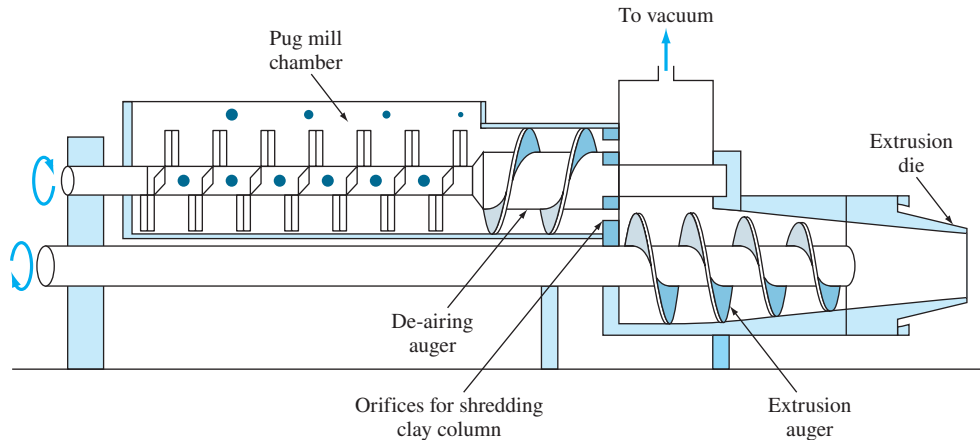 To vacuum
Pug mill
chamber
Extrusion
die
De-airing
auger
Orifices for shredding
clay column
Extrusion
auger